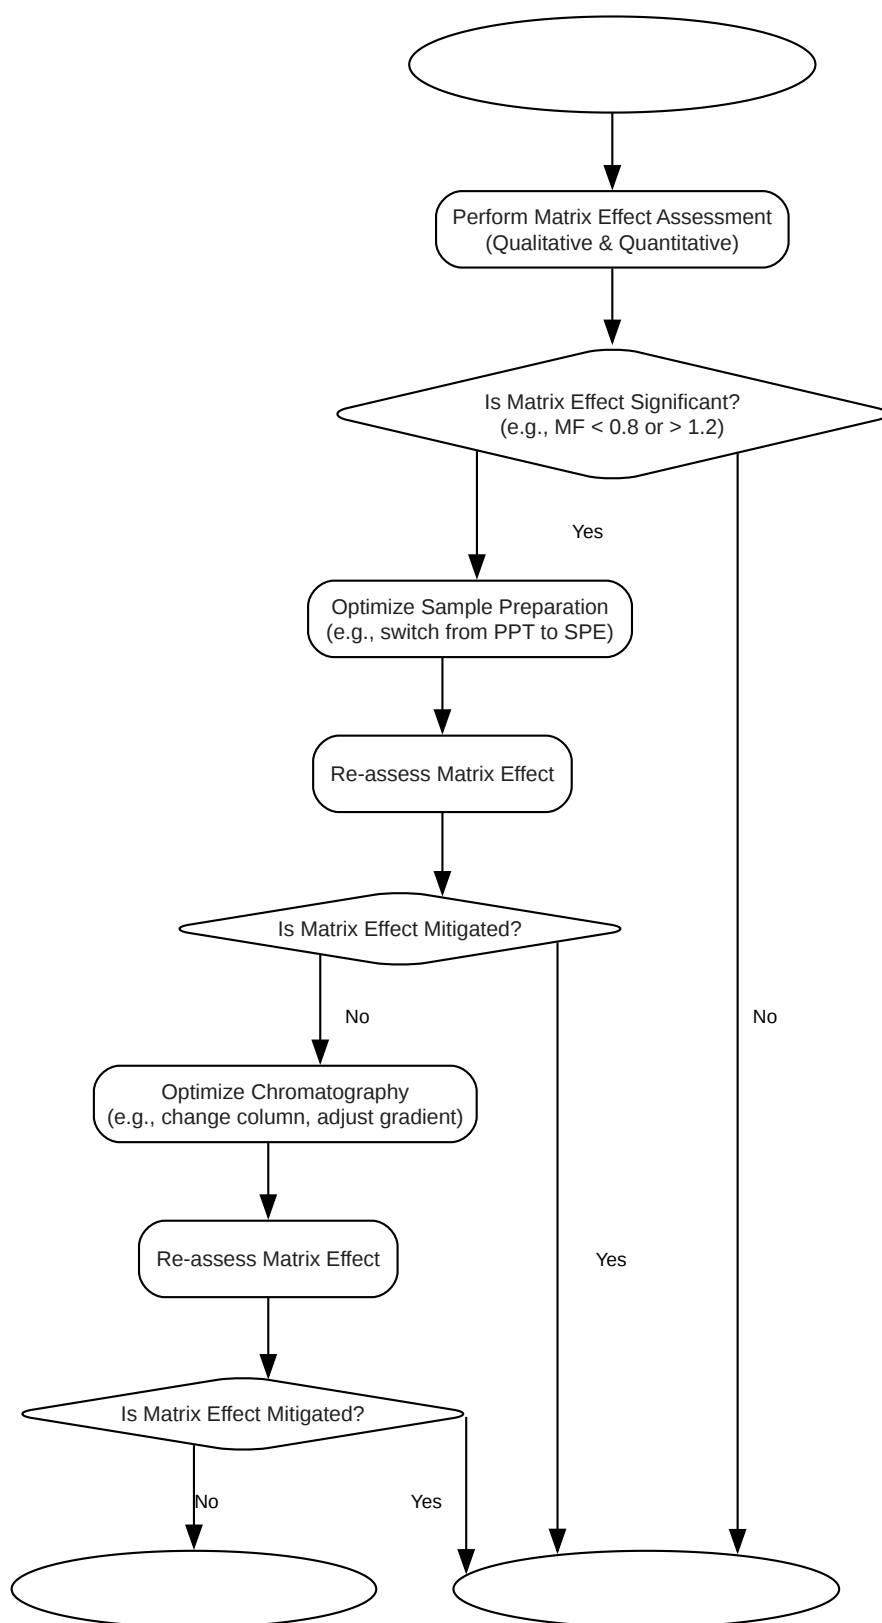 Perform Matrix Effect Assessment
(Qualitative & Quantitative)
Is Matrix Effect Significant?
(e.g., MF < 0.8 or > 1.2)
Yes
Optimize Sample Preparation
(e.g., switch from PPT to SPE)
Re-assess Matrix Effect
Is Matrix Effect Mitigated?
No
No
Optimize Chromatography
(e.g., change column, adjust gradient)
Re-assess Matrix Effect
Yes
Is Matrix Effect Mitigated?
No
Yes